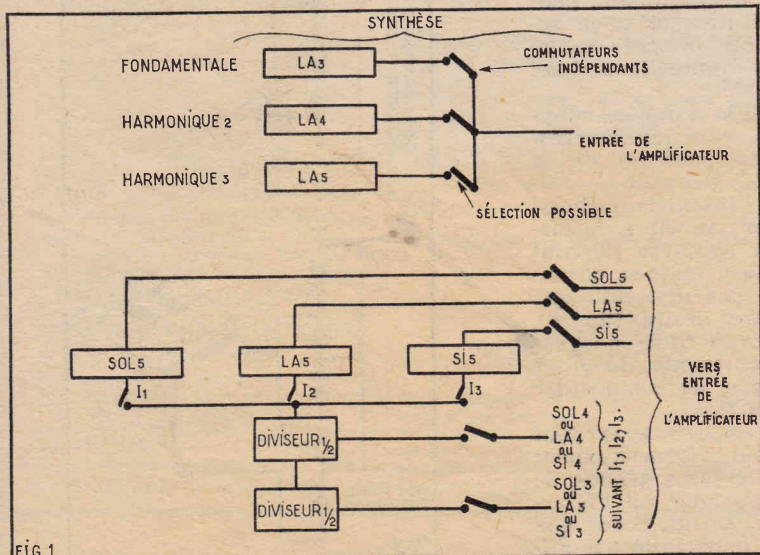 SYNTHÈSE
FONDAMENTALE
LA3
COMMUTATEURS
INDÉPENDANTS
HARMONIQUE 2
LA4
ENTRÉE DE
L'AMPLIFICATEUR
HARMONIQUE 3
LA5
SÉLECTION POSSIBLE
SOL5
LA5
SI5
SOL5
LA5
SI5
I1
I2
I3
VERS
ENTRÉE
DE
L'AMPLIFICATEUR
DIVISEUR 1/2
SOL4
ou
LA4
ou
SI4
DIVISEUR 1/2
SOL3
ou
LA3
ou
SI3
SUIVANT I1, I2, I3.
FIG.1